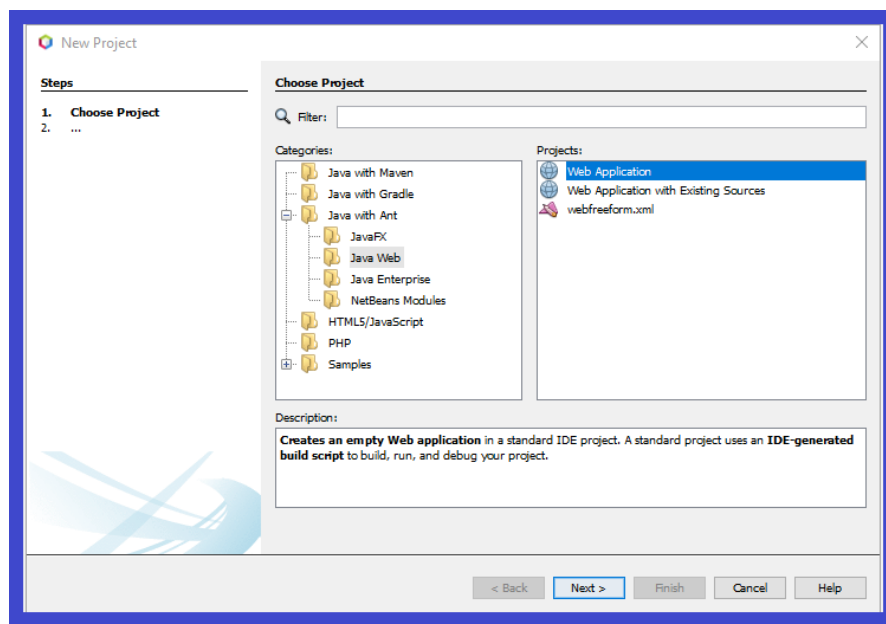 New Project
Steps
1. Choose Project
2. ...
Choose Project
Filter:
Categories:
Java with Maven
Java with Gradle
Java with Ant
JavaFX
Java Web
Java Enterprise
NetBeans Modules
HTML5/JavaScript
PHP
Samples
Projects:
Web Application
Web Application with Existing Sources
webfreeform.xml
Description:
Creates an empty Web application in a standard IDE project. A standard project uses an IDE-generated
build script to build, run, and debug your project.
< Back Next > Finish Cancel Help